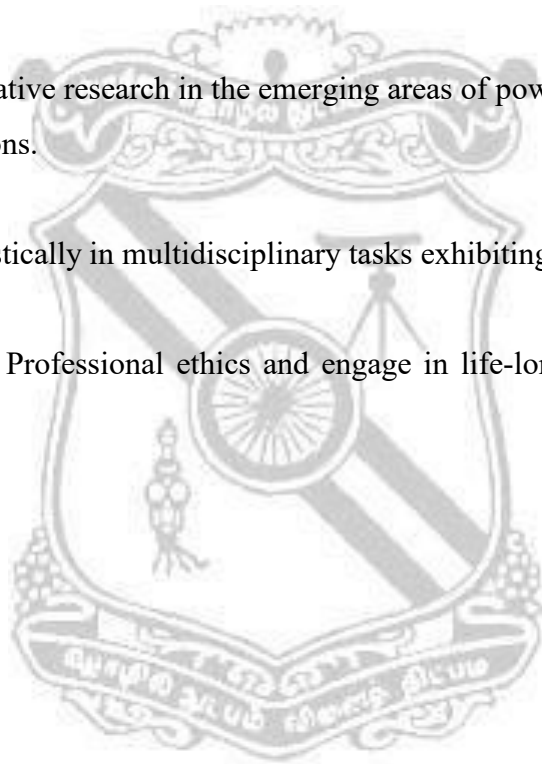 ative research in the emerging areas of pow
ons.
stically in multidisciplinary tasks exhibiting
Professional ethics and engage in life-lon